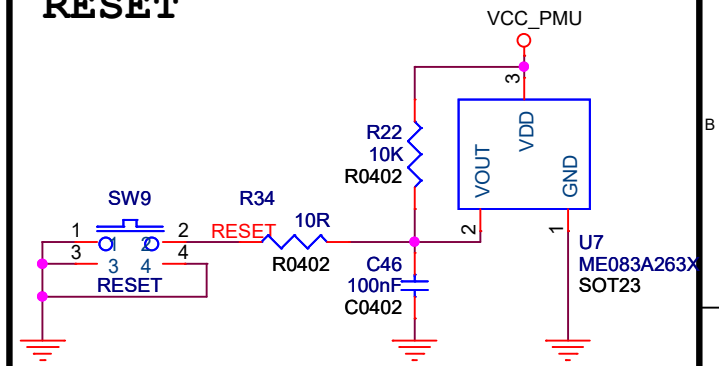 RESET
VCC_PMU
3
R22
10K
R0402
VDD
VOUT
GND
B
SW9
R34
1
2
RESET
10R
2
1
U7
3
4
1 2
3 4
R0402
C46
ME083A263X
RESET
100nF
SOT23
C0402